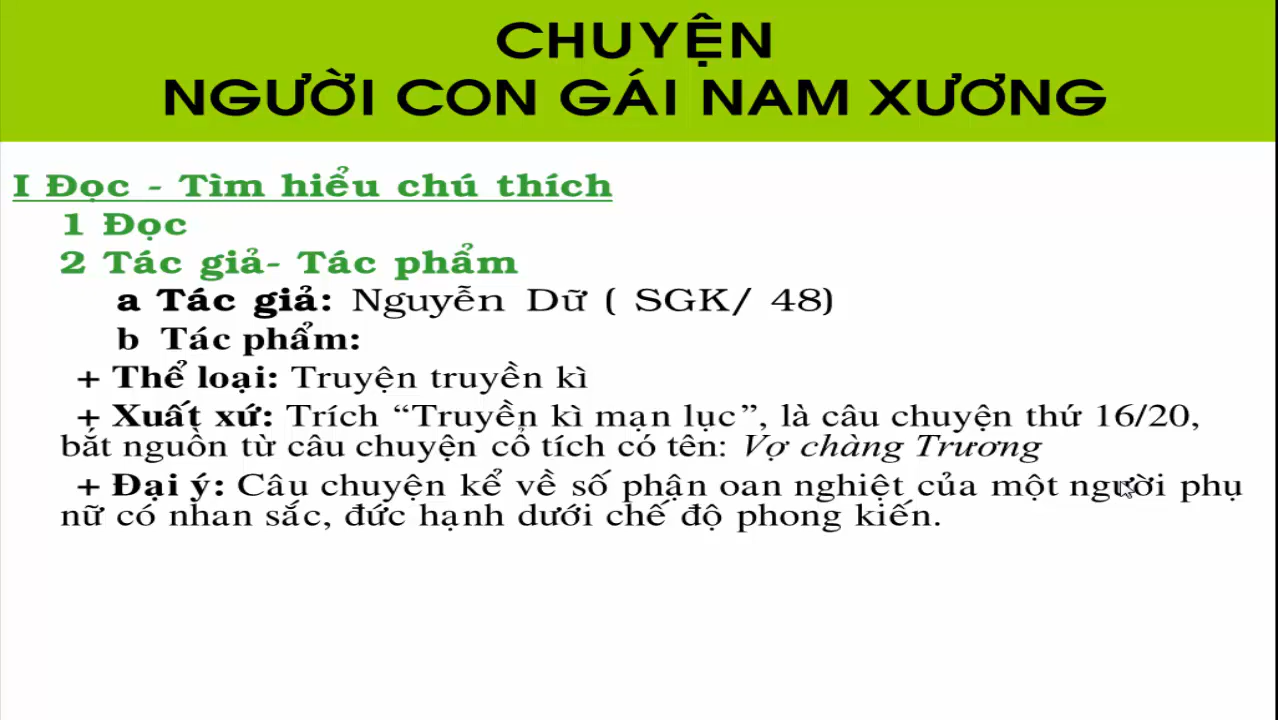 CHUYỆN
NGƯỜI CON GÁI NAM XƯƠNG
I Đọc - Tìm hiểu chú thích
1 Đọc
2 Tác giả- Tác phẩm
a Tác giả: Nguyễn Dữ ( SGK/ 48)
b Tác phẩm:
+ Thể loại: Truyện truyền kì
+ Xuất xứ: Trích “Truyền kì mạn lục”, là câu chuyện thứ 16/20,
bắt nguồn từ câu chuyện cổ tích có tên: Vợ chàng Trương
+ Đại ý: Câu chuyện kể về số phận oan nghiệt của một người phụ
nữ có nhan sắc, đức hạnh dưới chế độ phong kiến.